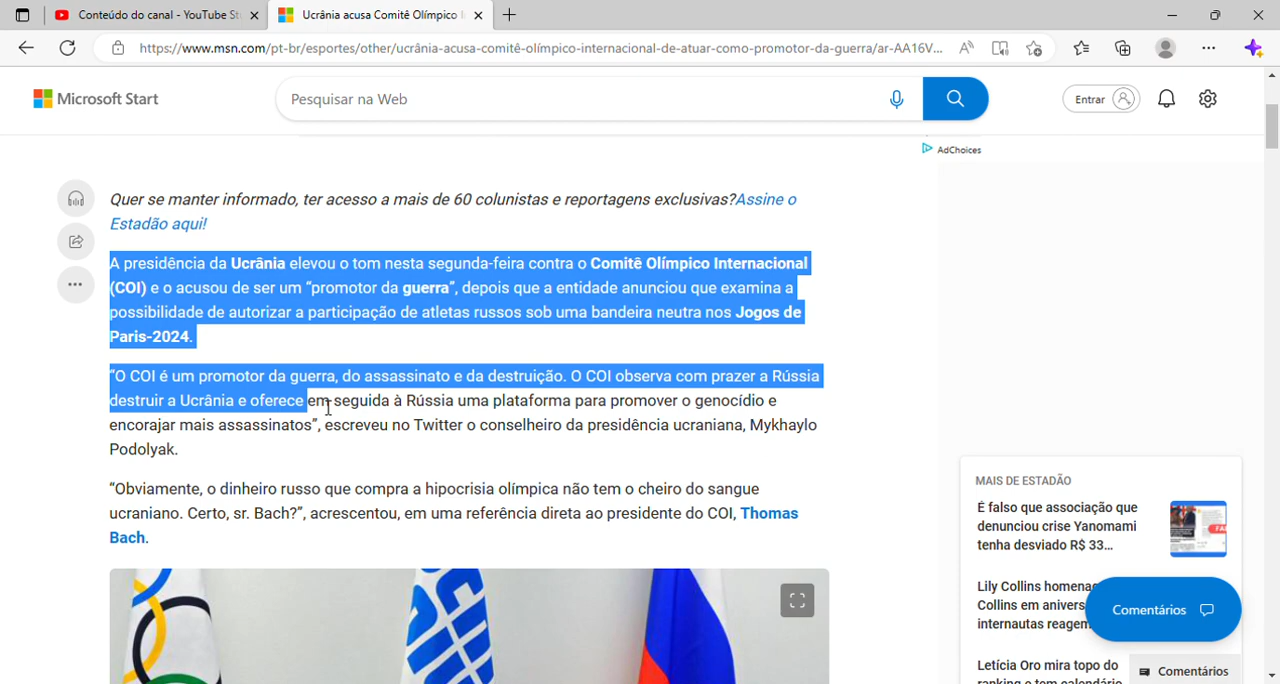 Conteúdo do canal - YouTube St
Ucrânia acusa Comitê Olímpico I
https://www.msn.com/pt-br/esportes/other/ucrânia-acusa-comitê-olímpico-internacional-de-atuar-como-promotor-da-guerra/ar-AA16V...
Microsoft Start
Pesquisar na Web
Entrar
AdChoices
Quer se manter informado, ter acesso a mais de 60 colunistas e reportagens exclusivas?Assine o
Estadão aqui!
A presidência da Ucrânia elevou o tom nesta segunda-feira contra o Comitê Olímpico Internacional
(COI) e o acusou de ser um “promotor da guerra”, depois que a entidade anunciou que examina a
possibilidade de autorizar a participação de atletas russos sob uma bandeira neutra nos Jogos de
Paris-2024.
“O COI é um promotor da guerra, do assassinato e da destruição. O COI observa com prazer a Rússia
destruir a Ucrânia e oferece em seguida à Rússia uma plataforma para promover o genocídio e
encorajar mais assassinatos”, escreveu no Twitter o conselheiro da presidência ucraniana, Mykhaylo
Podolyak.
“Obviamente, o dinheiro russo que compra a hipocrisia olímpica não tem o cheiro do sangue
ucraniano. Certo, sr. Bach?”, acrescentou, em uma referência direta ao presidente do COI, Thomas
Bach.
MAIS DE ESTADÃO
É falso que associação que
denunciou crise Yanomami
tenha desviado R$ 33...
Lily Collins homenag
Collins em anivers
internautas reagem
Comentários
Letícia Oro mira topo do
ranking e tem calendário
Comentários